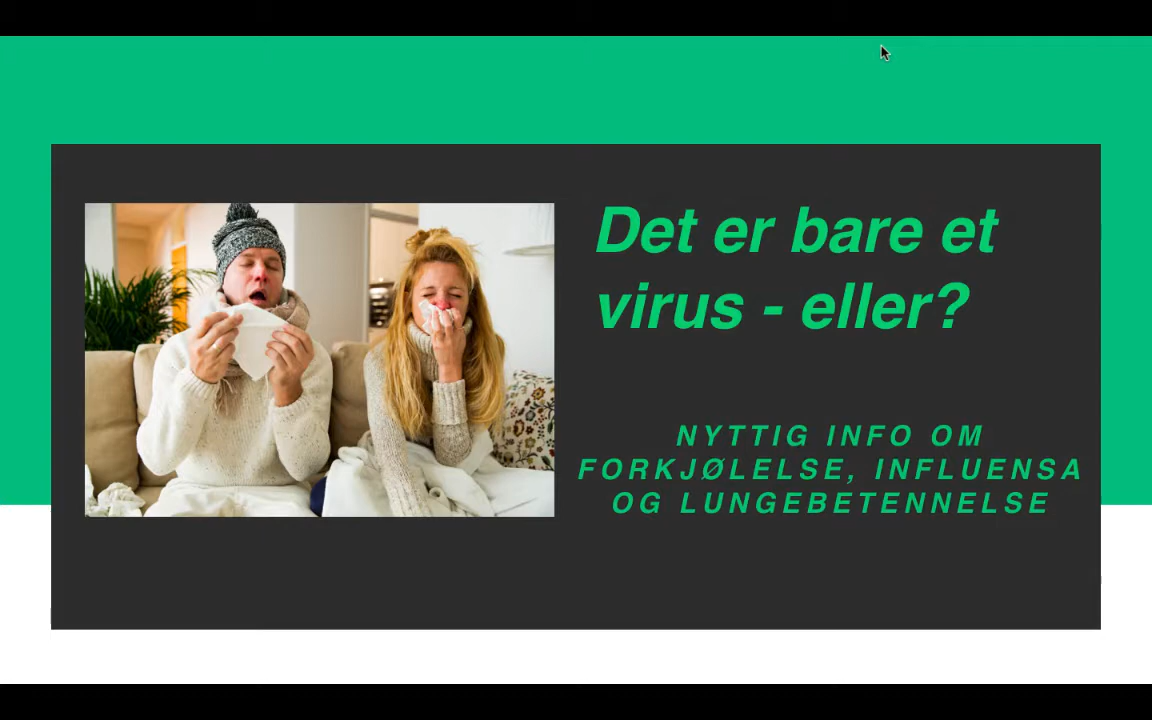 Det er bare et
virus - eller?
NYTTIG INFO OM
FORKJØLELSE, INFLUENSA
OG LUNGEBETENNELSE